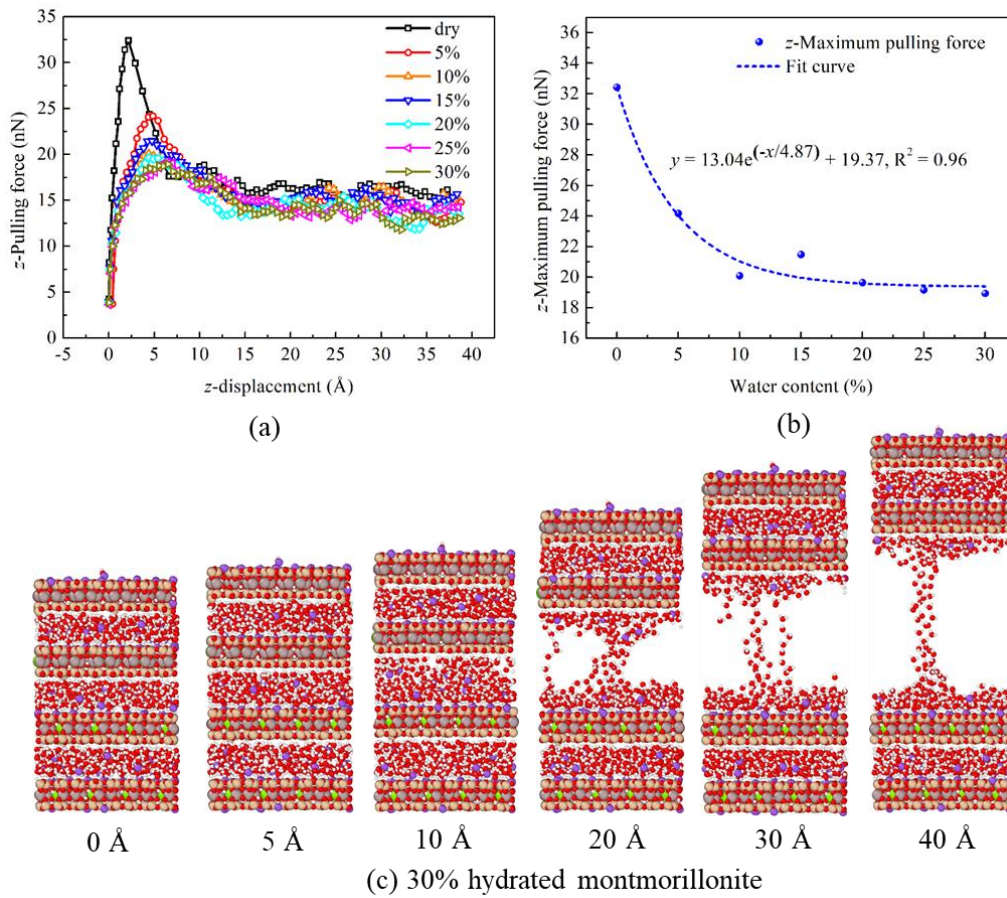 35
30
25
20
15
10
5
0
z-Pulling force (nN)
-5 0 5 10 15 20 25 30 35 40
z-displacement (Å)
dry
5%
10%
15%
20%
25%
30%
(a)
34
32
30
28
26
24
22
20
18
16
z-Maximum pulling force (nN)
0 5 10 15 20 25 30
Water content (%)
z-Maximum pulling force
Fit curve
y = 13.04e(-x/4.87) + 19.37, R² = 0.96
(b)
0 Å 5 Å 10 Å 20 Å 30 Å 40 Å
(c) 30% hydrated montmorillonite